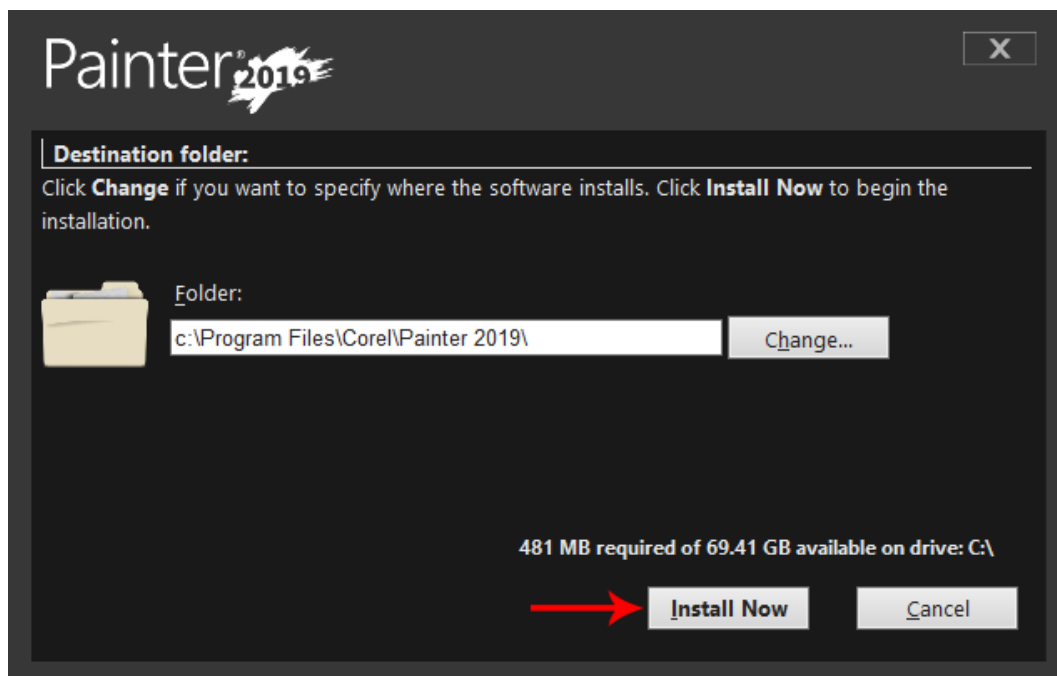 Painter® 2019
X
Destination folder:
Click Change if you want to specify where the software installs. Click Install Now to begin the
installation.
Folder:
c:\Program Files\Corel\Painter 2019\
Change...
481 MB required of 69.41 GB available on drive: C:\
Install Now
Cancel